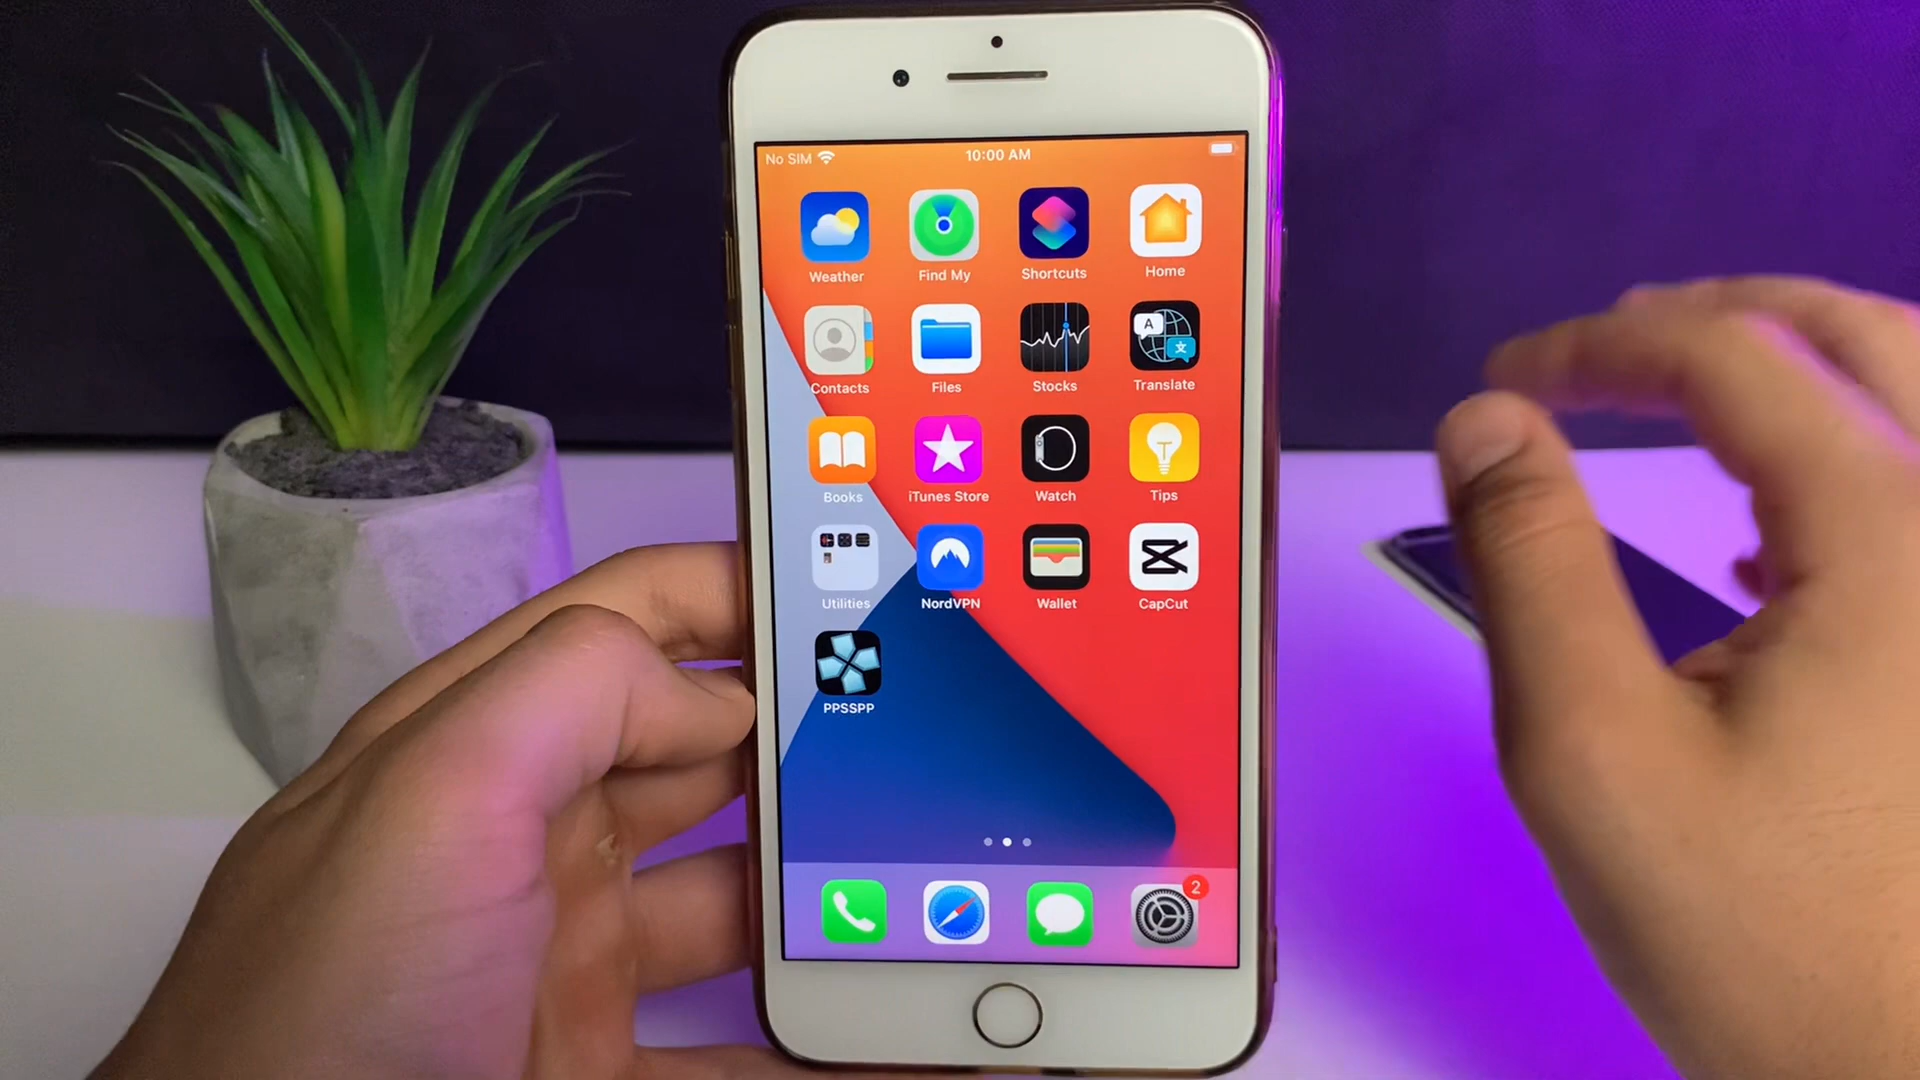 No SIM 10:00 AM
Weather Find My Shortcuts Home
A 文
Contacts Files Stocks Translate
Books iTunes Store Watch Tips
Utilities NordVPN Wallet CapCut
PPSSPP
2